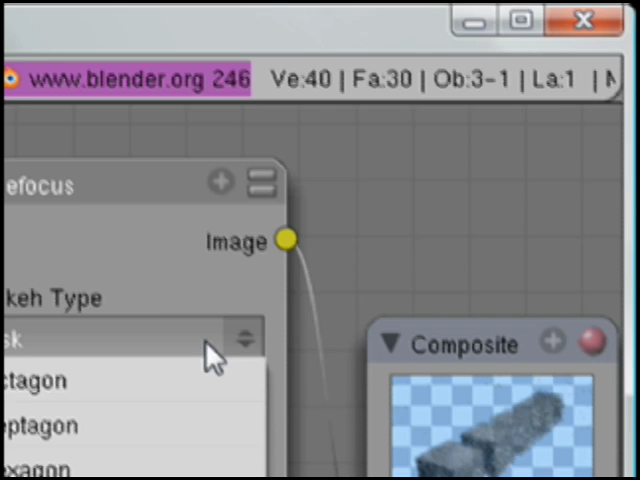 www.blender.org 246 Ve:40 | Fa:30 | Ob:3-1 | La:1 |
efocus
Image
keh Type
sk
Composite
ctagon
eptagon
exagon